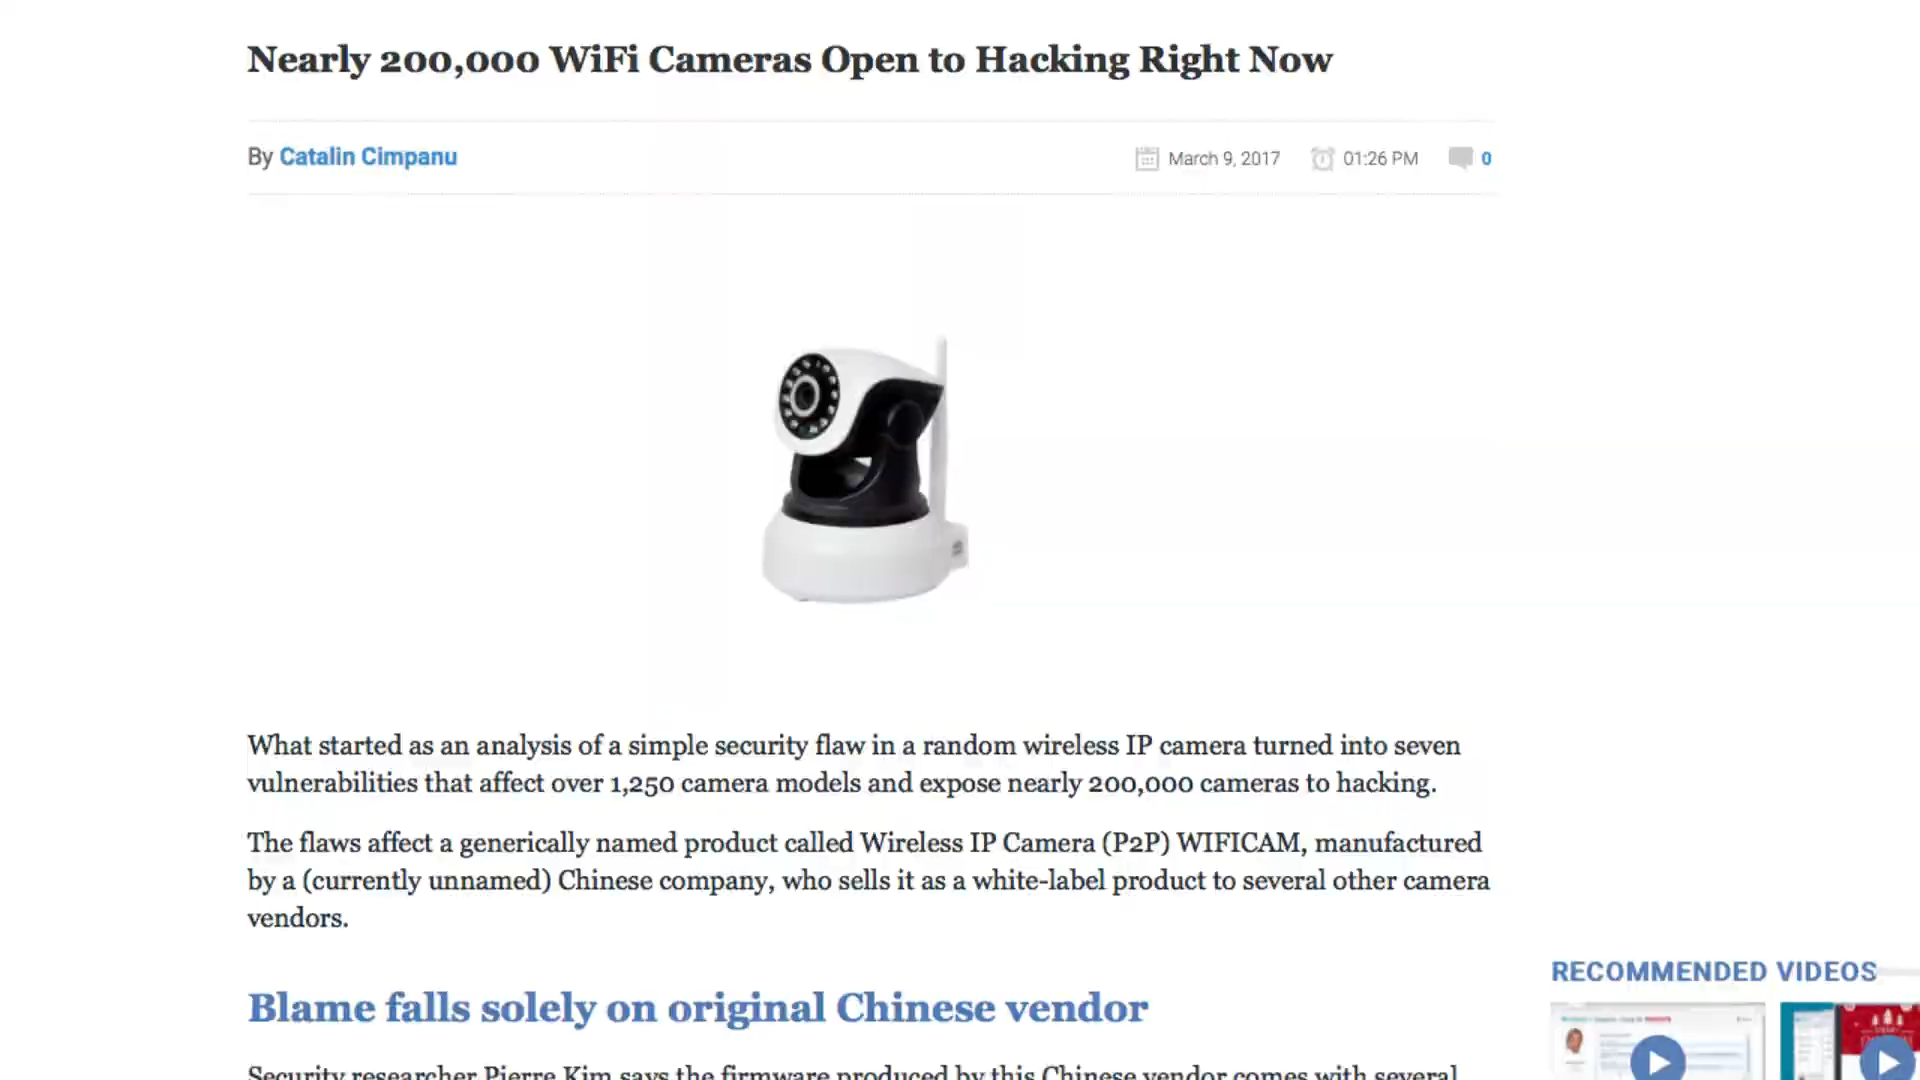 Nearly 200,000 WiFi Cameras Open to Hacking Right Now
By Catalin Cimpanu
March 9, 2017 01:26 PM 0
What started as an analysis of a simple security flaw in a random wireless IP camera turned into seven
vulnerabilities that affect over 1,250 camera models and expose nearly 200,000 cameras to hacking.
The flaws affect a generically named product called Wireless IP Camera (P2P) WIFICAM, manufactured
by a (currently unnamed) Chinese company, who sells it as a white-label product to several other camera
vendors.
RECOMMENDED VIDEOS
Blame falls solely on original Chinese vendor
Security researcher Pierre Kim says the firmware produced by this Chinese vendor comes with several